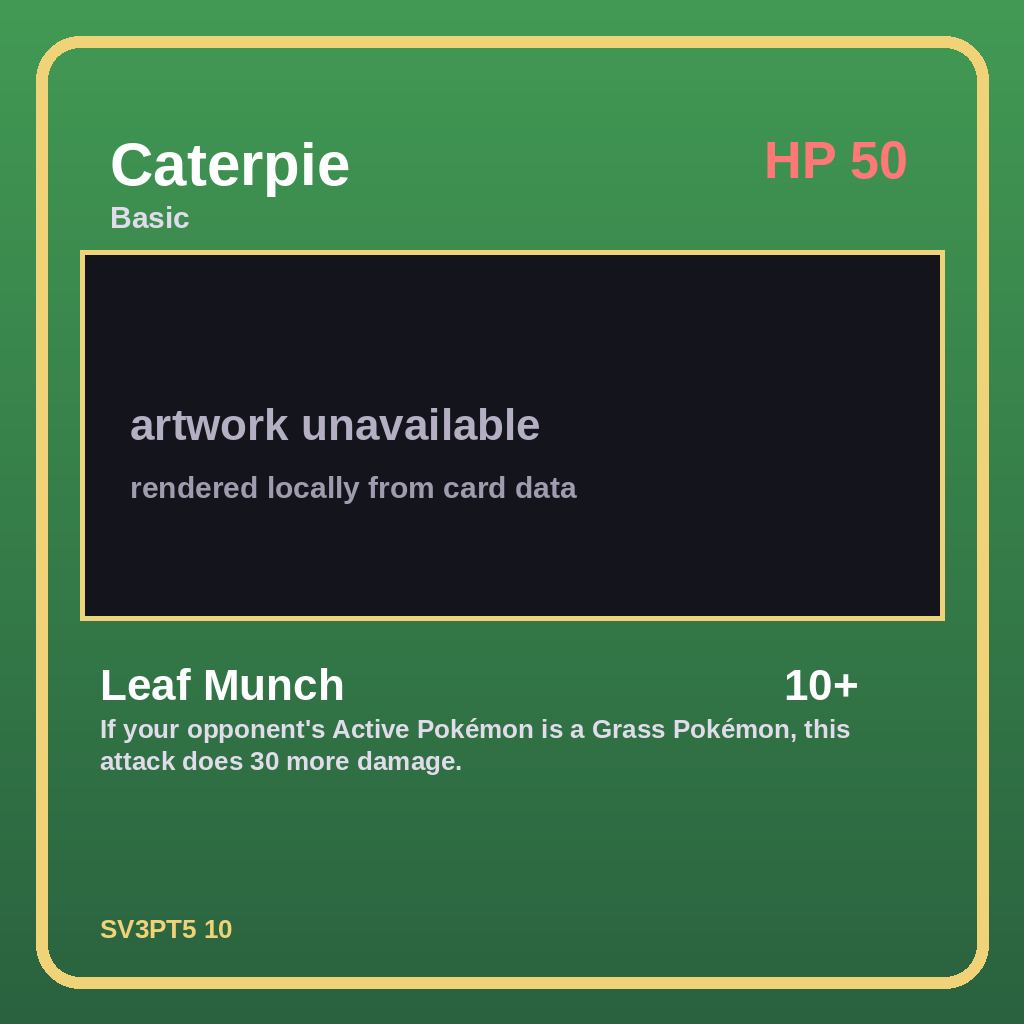 Caterpie
HP 50
Basic
artwork unavailable
rendered locally from card data
Leaf Munch
10+
If your opponent's Active Pokémon is a Grass Pokémon, this
attack does 30 more damage.
SV3PT5 10